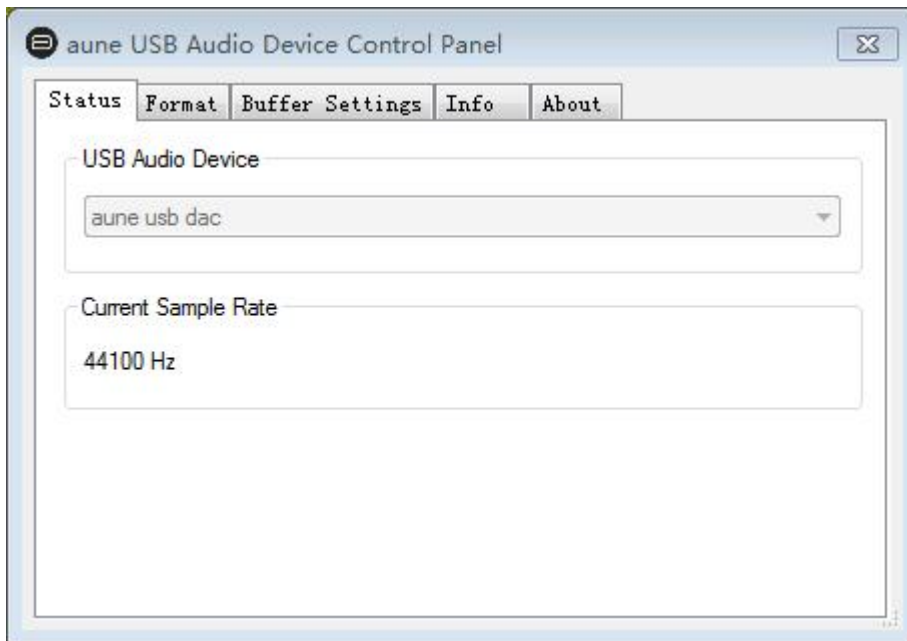 aune USB Audio Device Control Panel
Status Format Buffer Settings Info About
USB Audio Device
aune usb dac
Current Sample Rate
44100 Hz